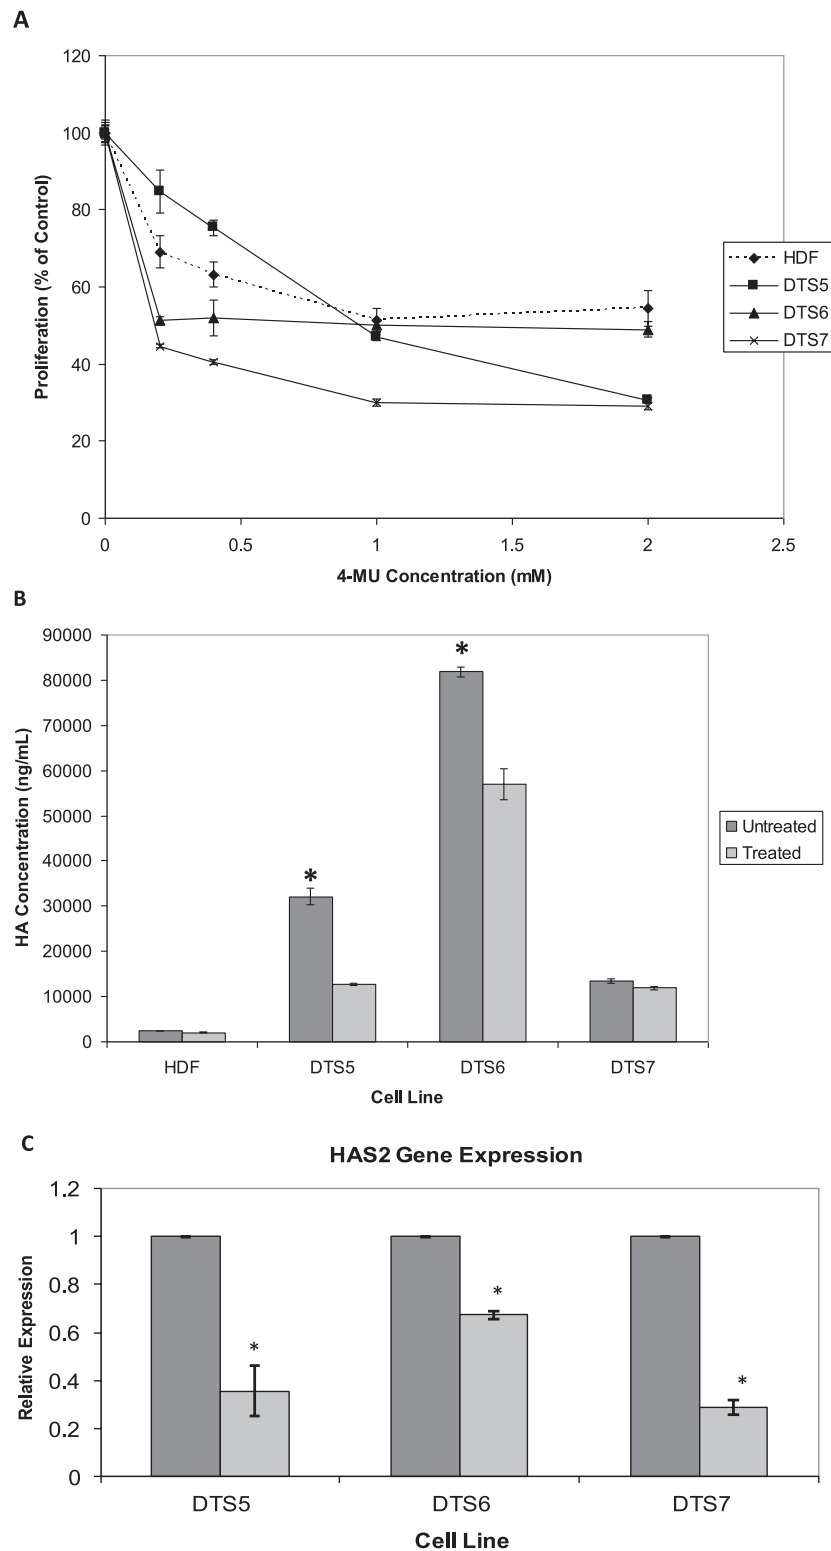 A
120
100
80
60
40
20
0
Proliferation (% of Control)
0 0.5 1 1.5 2 2.5
4-MU Concentration (mM)
HDF
DTS5
DTS6
DTS7
B
90000
80000
70000
60000
50000
40000
30000
20000
10000
0
HA Concentration (ng/mL)
*
*
HDF DTS5 DTS6 DTS7
Cell Line
Untreated
Treated
C
HAS2 Gene Expression
1.2
1
0.8
0.6
0.4
0.2
0
Relative Expression
*
*
*
DTS5 DTS6 DTS7
Cell Line